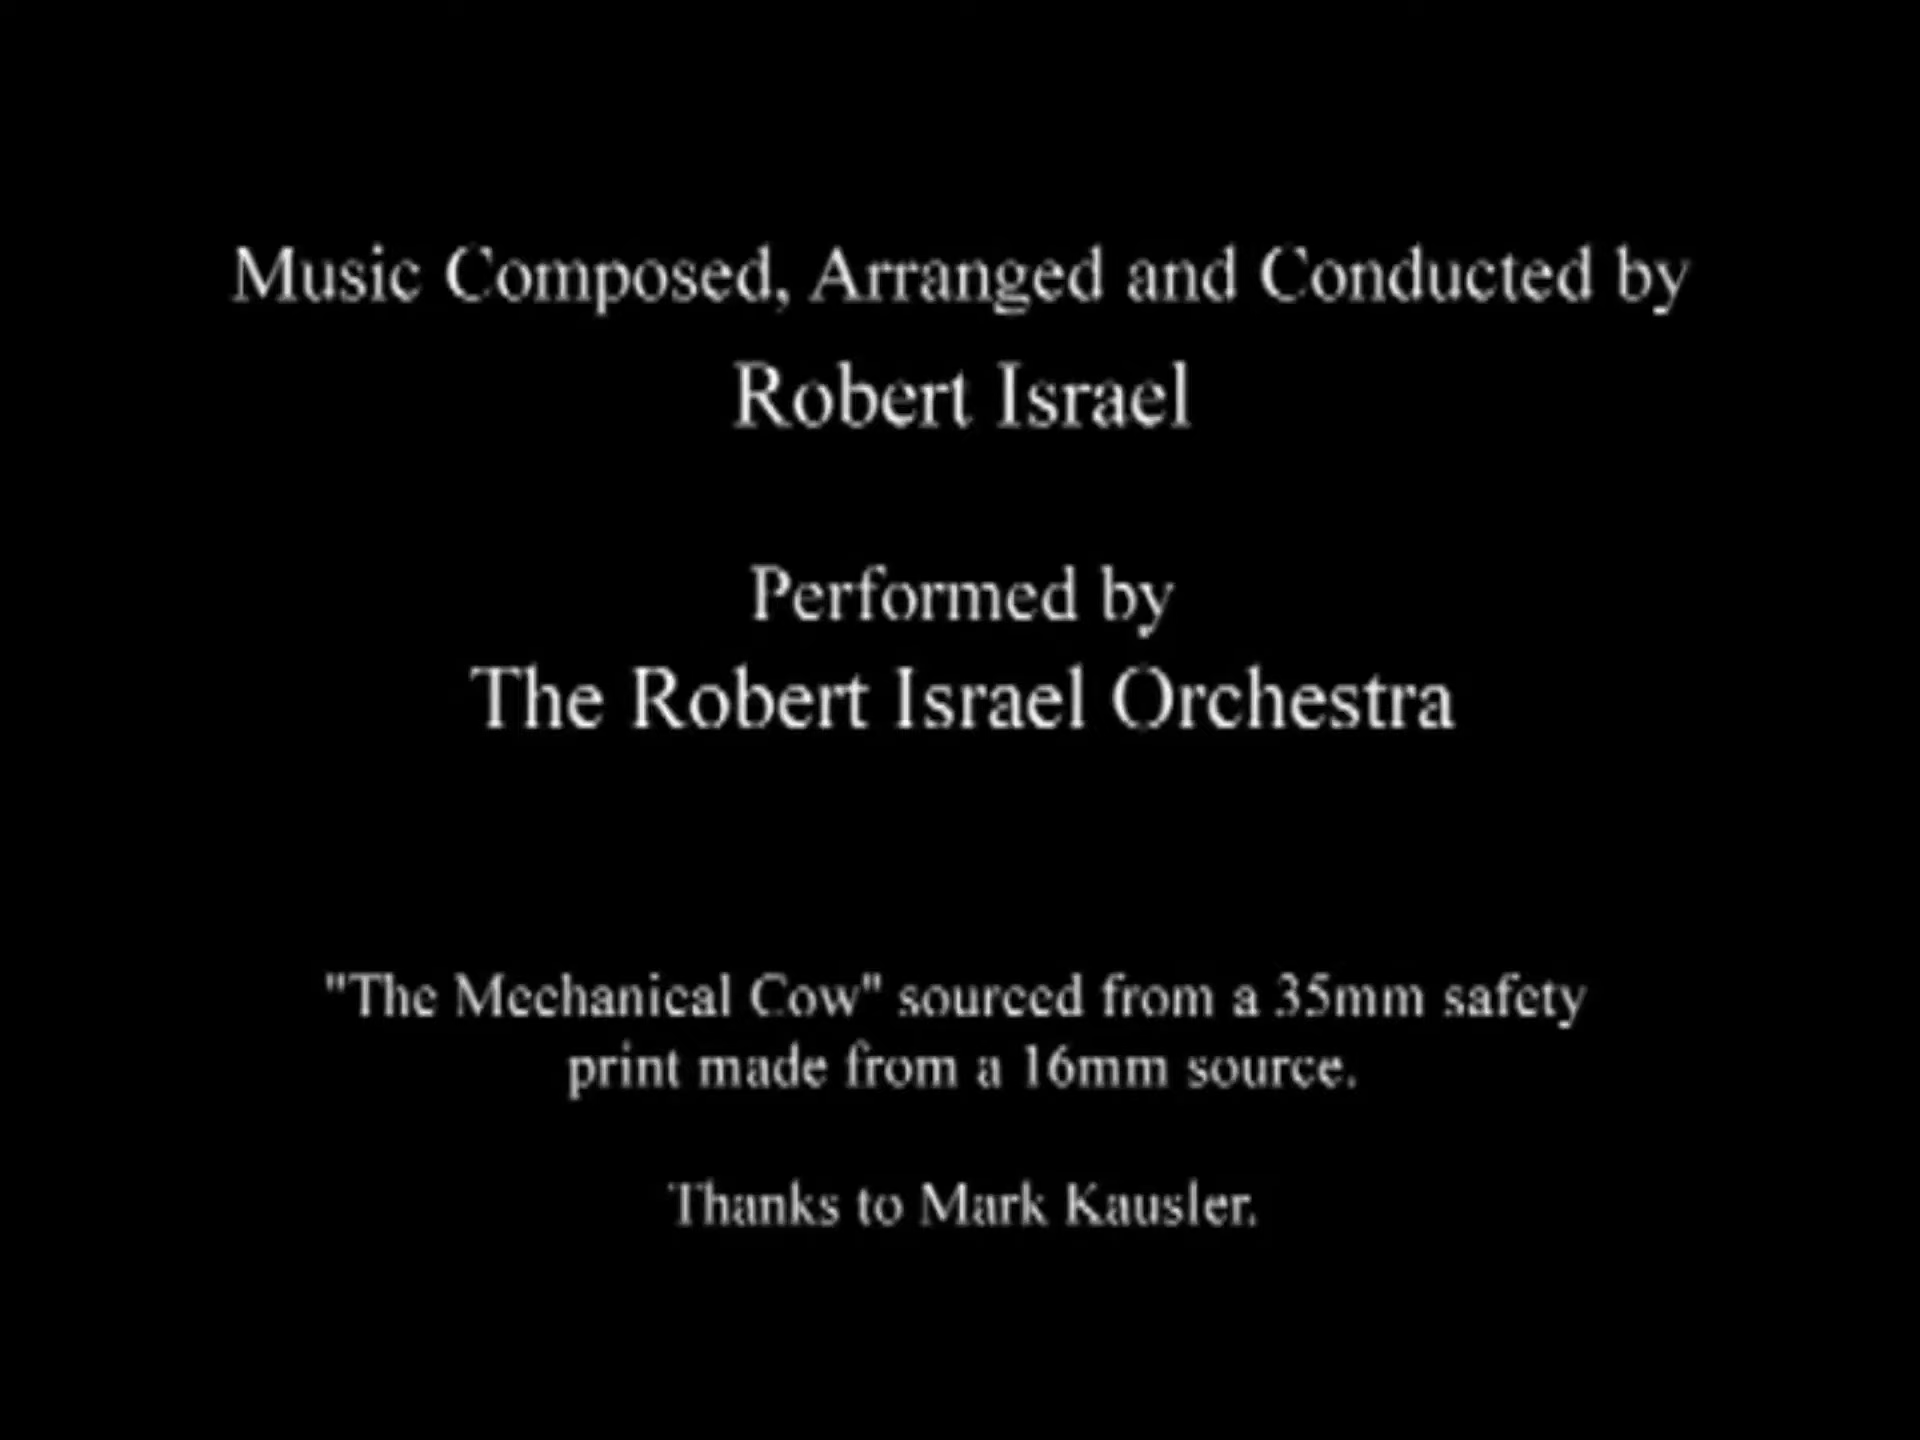 Music Composed, Arranged and Conducted by
Robert Israel
Performed by
The Robert Israel Orchestra
"The Mechanical Cow" sourced from a 35mm safety
print made from a 16mm source.
Thanks to Mark Kausler.